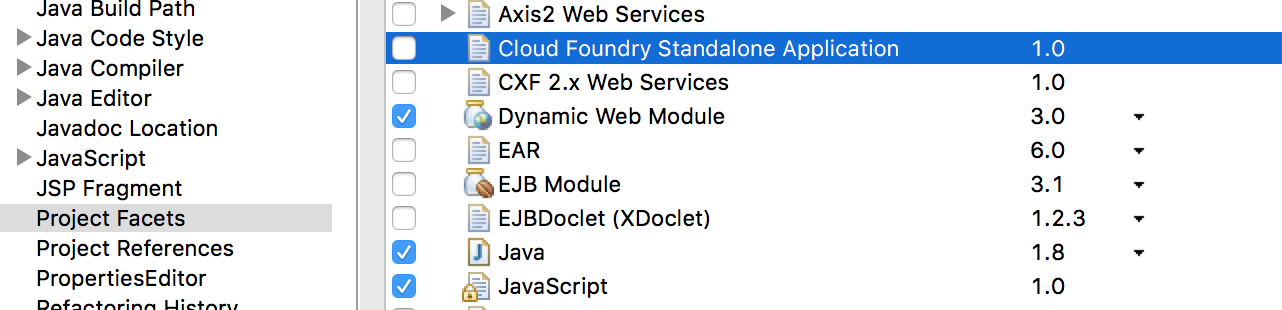 Java Build Path
Java Code Style
Java Compiler
Java Editor
Javadoc Location
JavaScript
JSP Fragment
Project Facets
Project References
PropertiesEditor
Refactoring History
Axis2 Web Services
Cloud Foundry Standalone Application 1.0
CXF 2.x Web Services 1.0
Dynamic Web Module 3.0
EAR 6.0
EJB Module 3.1
EJBDoclet (XDoclet) 1.2.3
Java 1.8
JavaScript 1.0